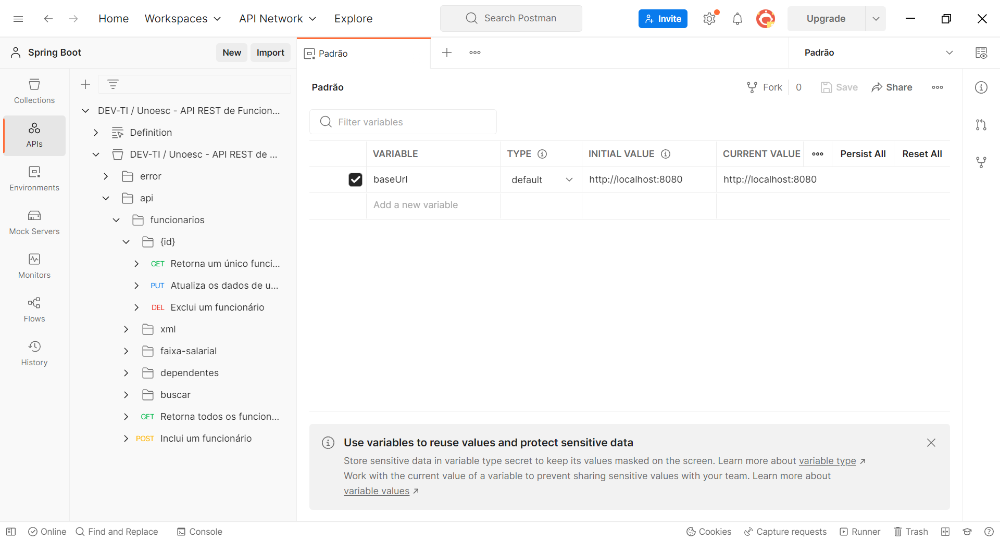 Home Workspaces API Network Explore Search Postman Invite Upgrade
Spring Boot New Import Padrão Padrão
Collections
APIs
Environments
Mock Servers
Monitors
Flows
History
DEV-TI / Unoesc - API REST de Funcion...
Definition
DEV-TI / Unoesc - API REST de ...
error
api
funcionarios
{id}
GET Retorna um único funci...
PUT Atualiza os dados de u...
DEL Exclui um funcionário
xml
faixa-salarial
dependentes
buscar
GET Retorna todos os funcion...
POST Inclui um funcionário
Padrão Fork 0 Save Share
Filter variables
VARIABLE TYPE INITIAL VALUE CURRENT VALUE Persist All Reset All
baseUrl default http://localhost:8080 http://localhost:8080
Add a new variable
Use variables to reuse values and protect sensitive data
Store sensitive data in variable type secret to keep its values masked on the screen. Learn more about variable type
Work with the current value of a variable to prevent sharing sensitive values with your team. Learn more about
variable values
Online Find and Replace Console Cookies Capture requests Runner Trash